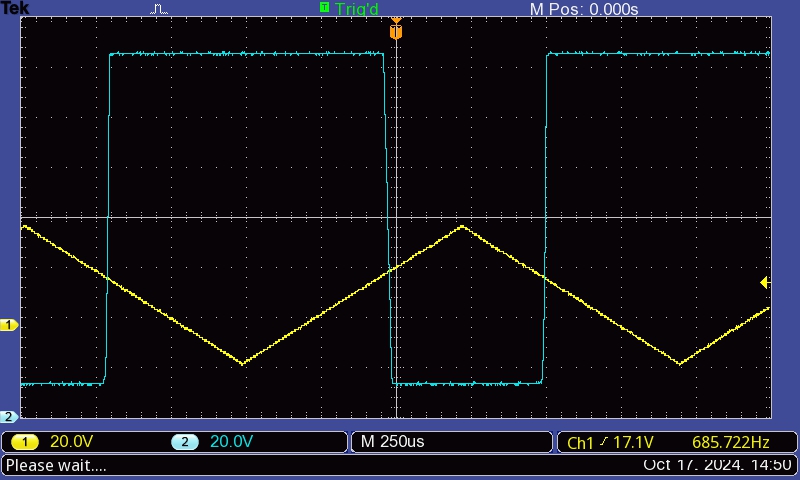 Tek T Trig'd M Pos: 0.000s
T
1
2
1 20.0V 2 20.0V M 250us Ch1 17.1V 685.722Hz
Please wait.... Oct 17, 2024, 14:50